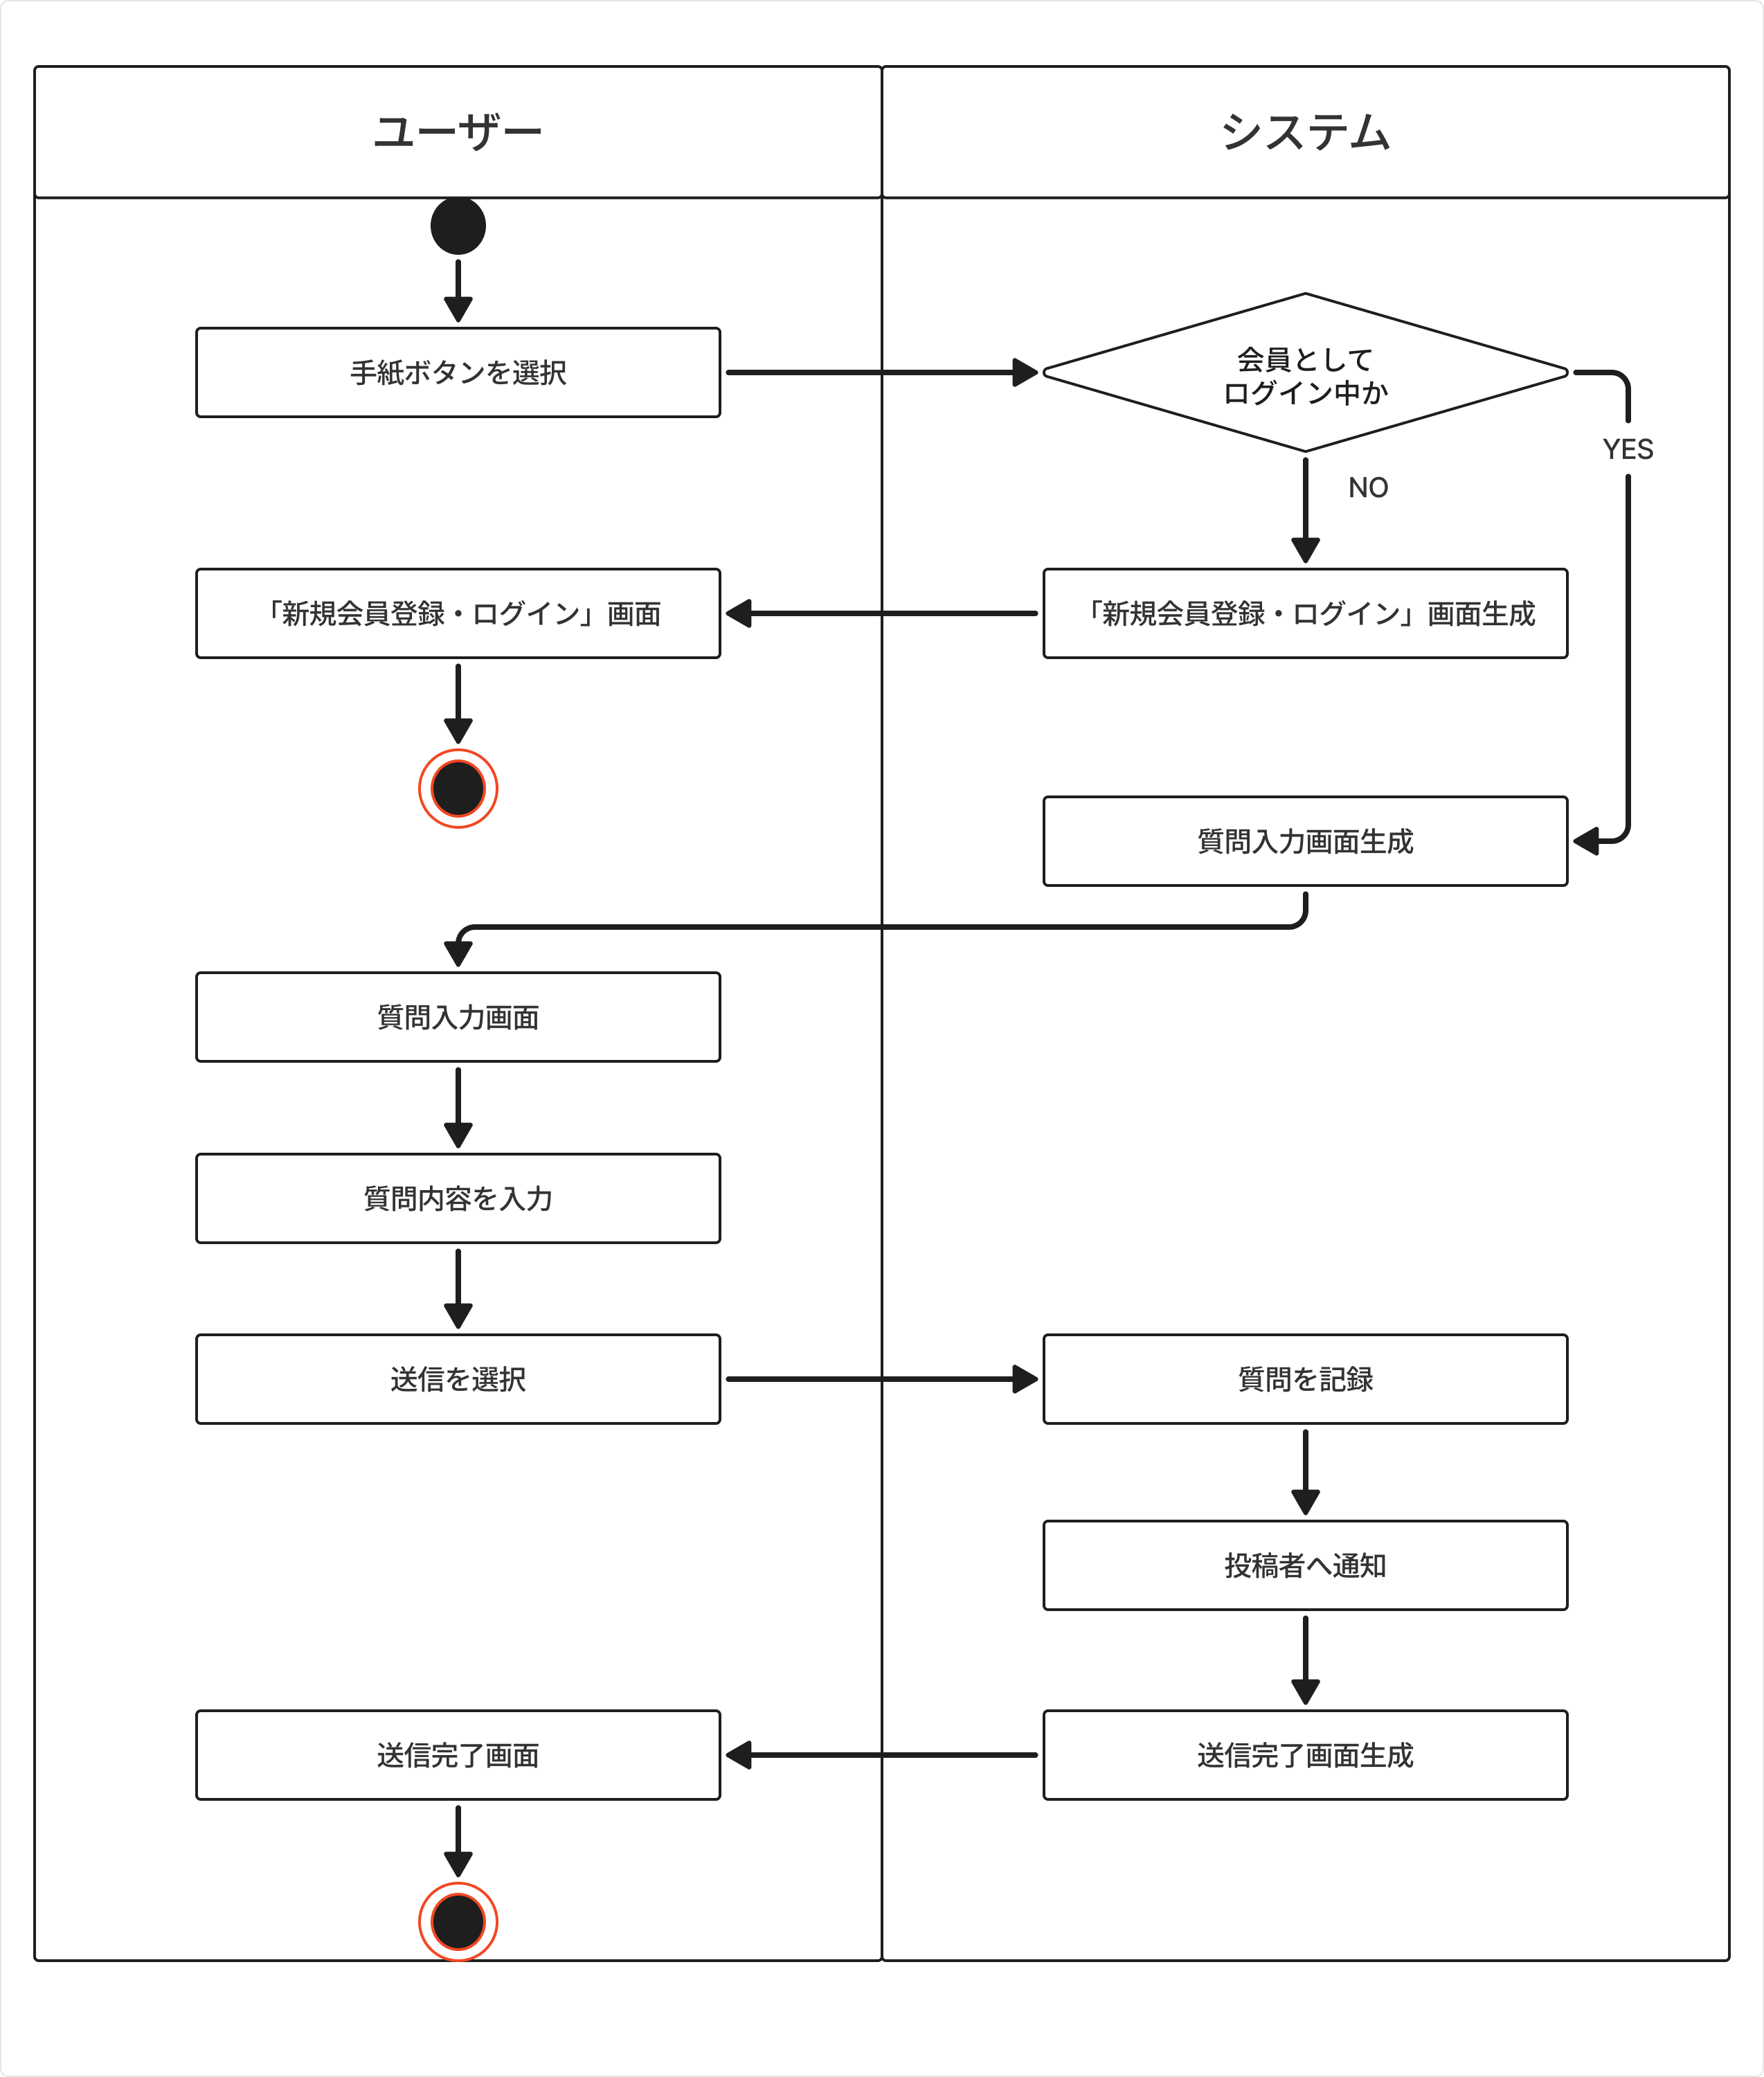 ユーザー
システム
手紙ボタンを選択
会員として
ログイン中か
YES
NO
「新規会員登録・ログイン」画面
「新規会員登録・ログイン」画面生成
質問入力画面生成
質問入力画面
質問内容を入力
送信を選択
質問を記録
投稿者へ通知
送信完了画面
送信完了画面生成